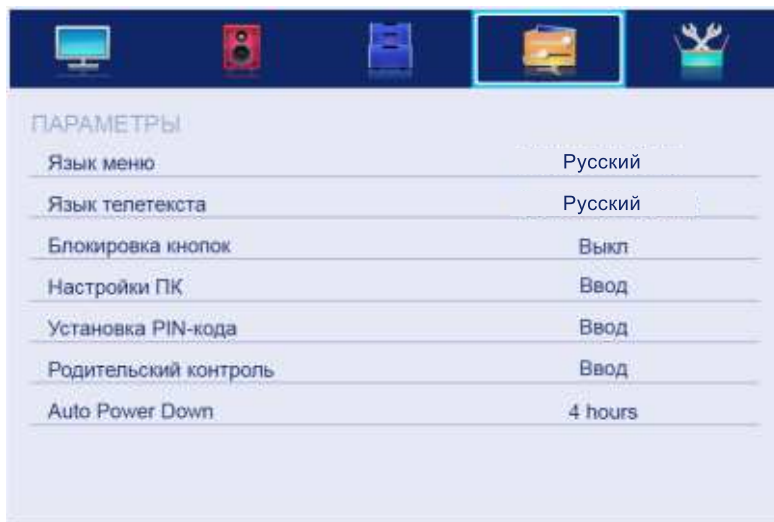 ПАРАМЕТРЫ
Язык меню Русский
Язык телетекста Русский
Блокировка кнопок Выкл
Настройки ПК Ввод
Установка PIN-кода Ввод
Родительский контроль Ввод
Auto Power Down 4 hours